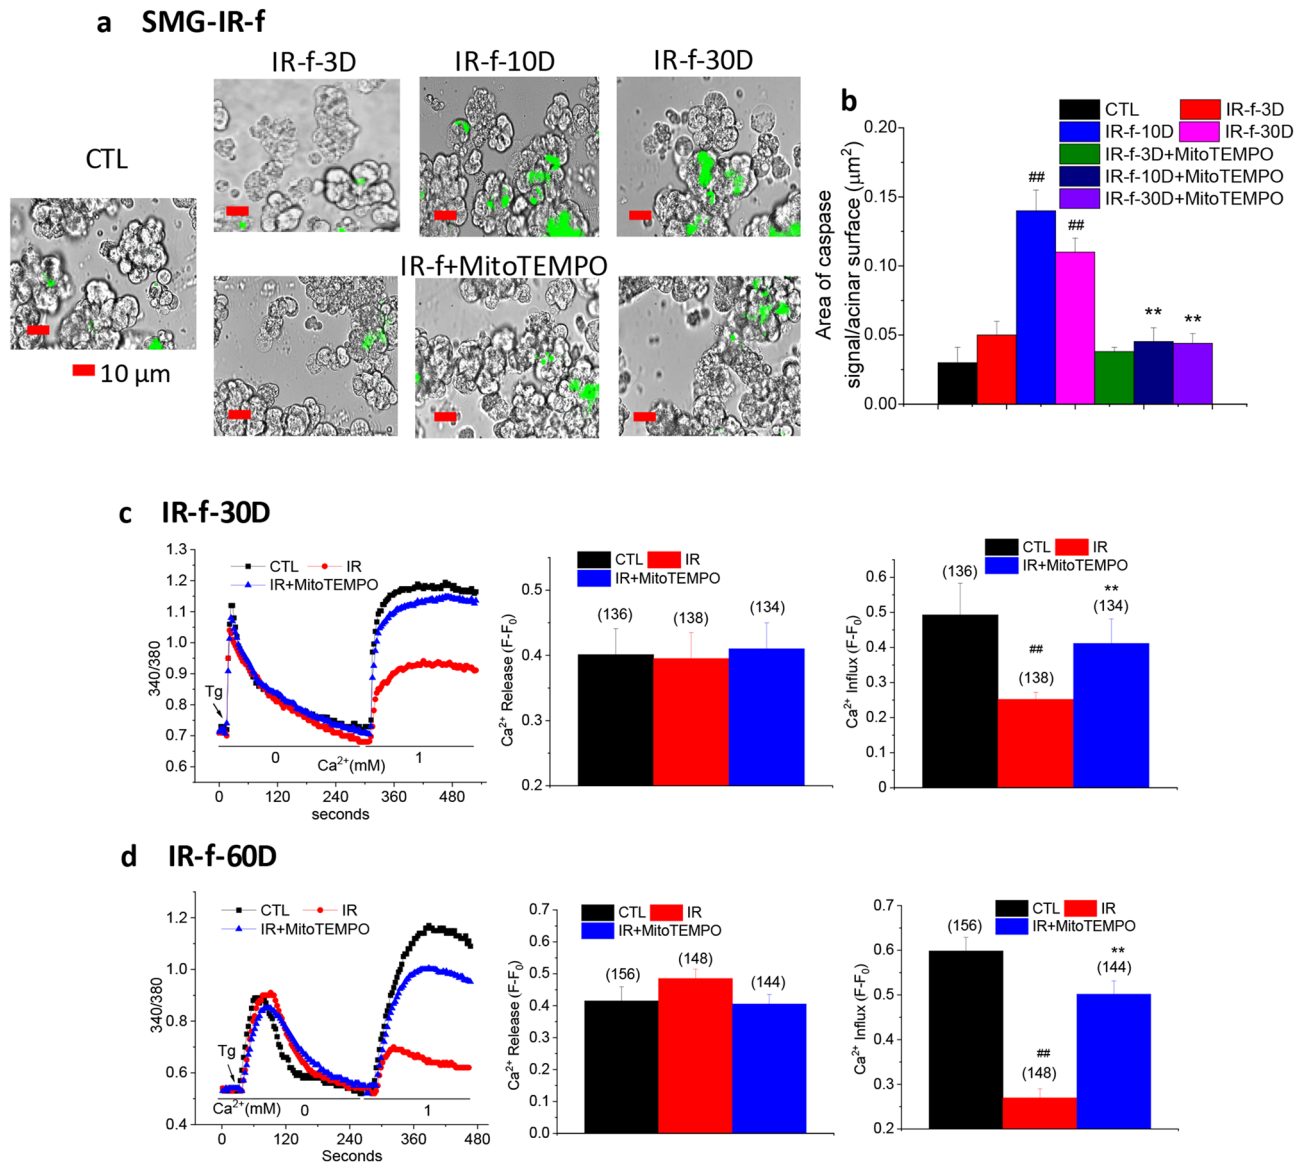 a SMG-IR-f
IR-f-3D IR-f-10D IR-f-30D
CTL
IR-f+MitoTEMPO
10 μm
b
CTL IR-f-3D
IR-f-10D IR-f-30D
IR-f-3D+MitoTEMPO
IR-f-10D+MitoTEMPO
IR-f-30D+MitoTEMPO
Area of caspase
signal/acinar surface (μm²)
0.20
0.15
0.10
0.05
0.00
## ## ** **
c IR-f-30D
CTL IR
IR+MitoTEMPO
340/380
1.3
1.2
1.1
1.0
0.9
0.8
0.7
0.6
Tg
0 1
Ca²⁺(mM)
0 120 240 360 480
seconds
CTL IR
IR+MitoTEMPO
Ca²⁺ Release (F-F₀)
0.5
0.4
0.3
0.2
(136) (138) (134)
CTL IR
IR+MitoTEMPO
Ca²⁺ Influx (F-F₀)
0.6
0.5
0.4
0.3
0.2
0.1
0
(136)
##
(138)
**
(134)
d IR-f-60D
CTL IR
IR+MitoTEMPO
340/380
1.2
1.0
0.8
0.6
0.4
Tg
Ca²⁺(mM) 0 1
0 120 240 360 480
Seconds
CTL IR
IR+MitoTEMPO
Ca²⁺ Release (F-F₀)
0.7
0.6
0.5
0.4
0.3
0.2
0.1
0.0
(156) (148) (144)
CTL IR
IR+MitoTEMPO
Ca²⁺ Influx (F-F₀)
0.7
0.6
0.5
0.4
0.3
0.2
(156)
##
(148)
**
(144)